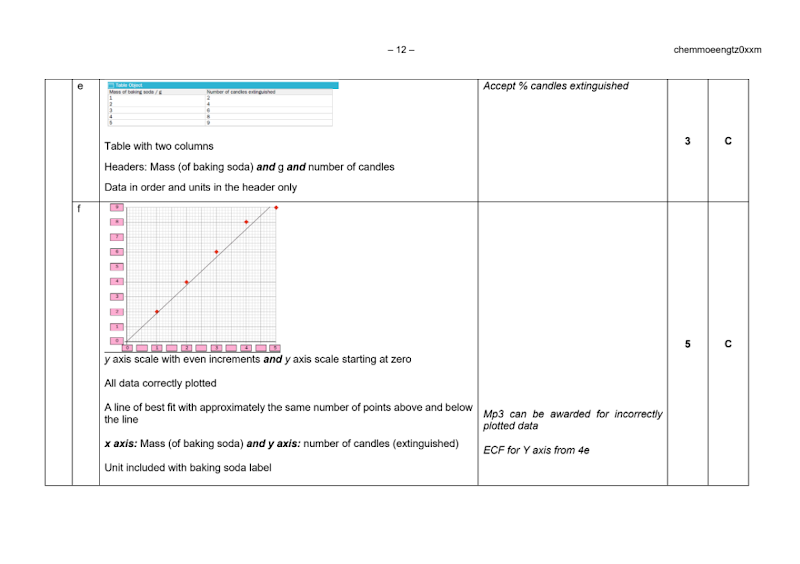 – 12 –
chemmoeengtz0xxm
e
Table Object
Mass of baking soda / g Number of candles extinguished
1 2
2 4
3 6
4 8
5 9
Table with two columns
Headers: Mass (of baking soda) and g and number of candles
Data in order and units in the header only
Accept % candles extinguished
3
C
f
9
8
7
6
5
4
3
2
1
0
0 1 2 3 4 5
y axis scale with even increments and y axis scale starting at zero
All data correctly plotted
A line of best fit with approximately the same number of points above and below
the line
x axis: Mass (of baking soda) and y axis: number of candles (extinguished)
Unit included with baking soda label
Mp3 can be awarded for incorrectly
plotted data
ECF for Y axis from 4e
5
C